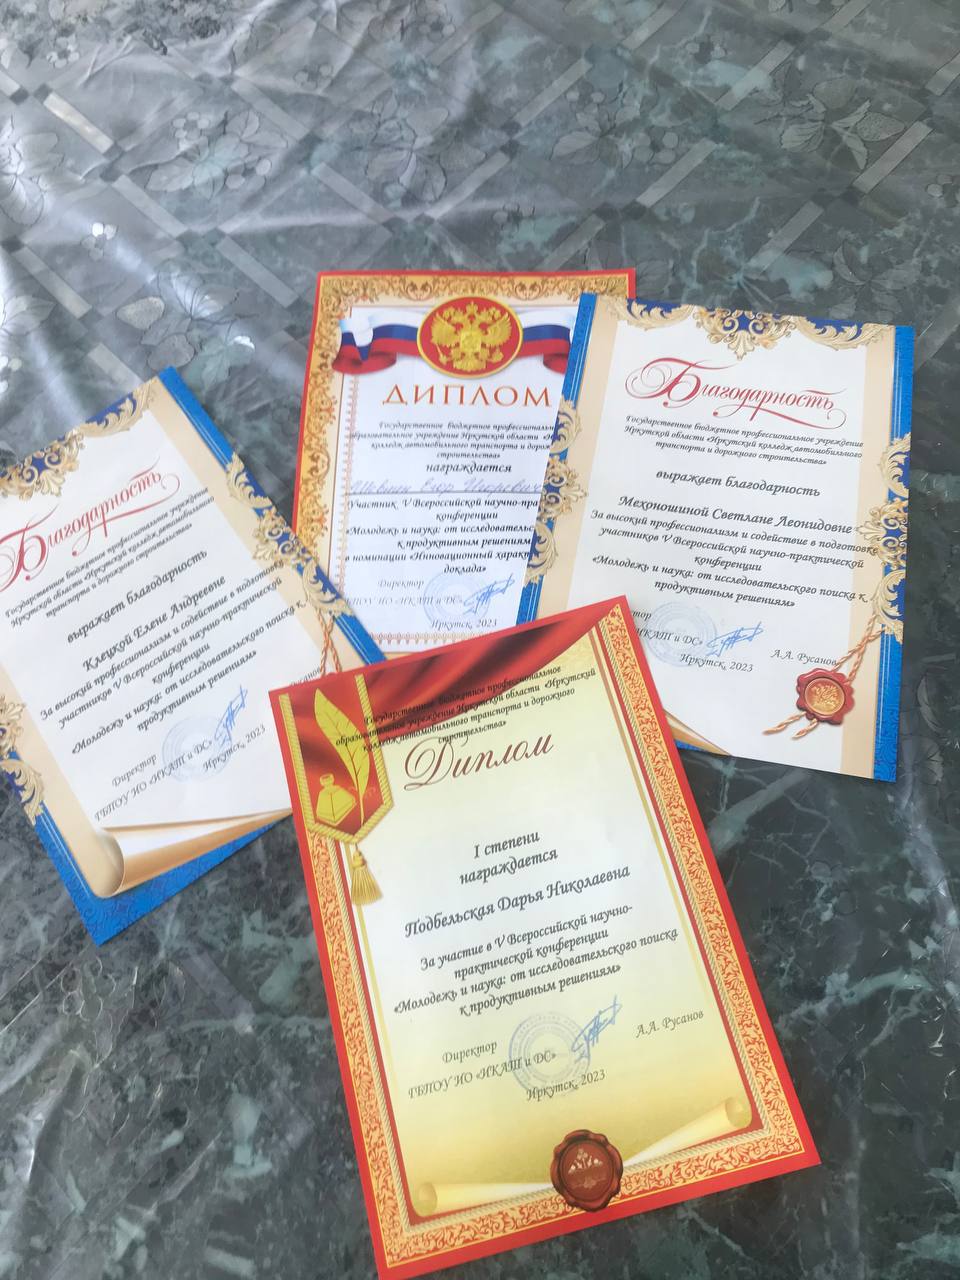 Благодарность
Государственное бюджетное профессиональное учреждение
Иркутской области «Иркутский колледж автомобильного
транспорта и дорожного строительства»
выражает благодарность
Клецкой Елене Андреевне
За высокий профессионализм и содействие в подготовке
участников V Всероссийской научно-практической
конференции
«Молодежь и наука: от исследовательского поиска к
продуктивным решениям»
Директор
ГБПОУ ИО «ИКАТ и ДС»
Иркутск, 2023
ДИПЛОМ
Государственное бюджетное профессиональное
образовательное учреждение Иркутской области
колледж автомобильного транспорта и
строительства»
награждается
Егор Игоревич
Участник V Всероссийской
конференции
«Молодежь и наука: от
к продуктивным решениям
номинации «Инновационный
доклада»
Директор
ГБПОУ ИО «ИКАТ и ДС»
Иркутск, 2023
Благодарность
Государственное бюджетное профессиональное учреждение
Иркутской области «Иркутский колледж автомобильного
транспорта и дорожного строительства»
выражает благодарность
Мехоношиной Светлане Леонидовне
За высокий профессионализм и содействие в подготовке
участников V Всероссийской научно-практической
конференции
«Молодежь и наука: от исследовательского поиска к
продуктивным решениям»
«ИКАТ и ДС»
А.А. Русанов
Иркутск, 2023
Государственное бюджетное профессиональное
образовательное учреждение Иркутской области «Иркутский
колледж автомобильного транспорта и дорожного
строительства»
Диплом
I степени
награждается
Подбельская Дарья Николаевна
За участие в V Всероссийской научно-
практической конференции
«Молодежь и наука: от исследовательского поиска
к продуктивным решениям»
Директор
ГБПОУ ИО «ИКАТ и ДС»
А.А. Русанов
Иркутск, 2023